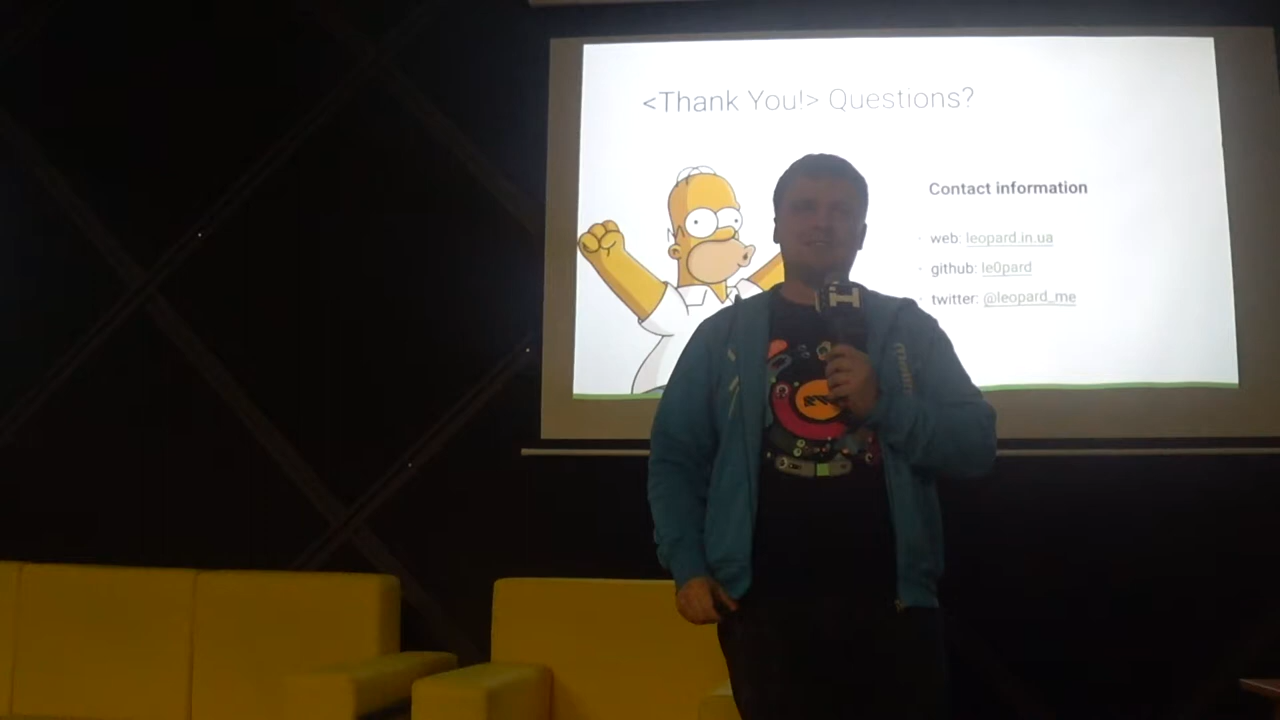 <Thank You!> Questions?
Contact information
web: leopard.in.ua
github: le0pard
twitter: @leopard_me